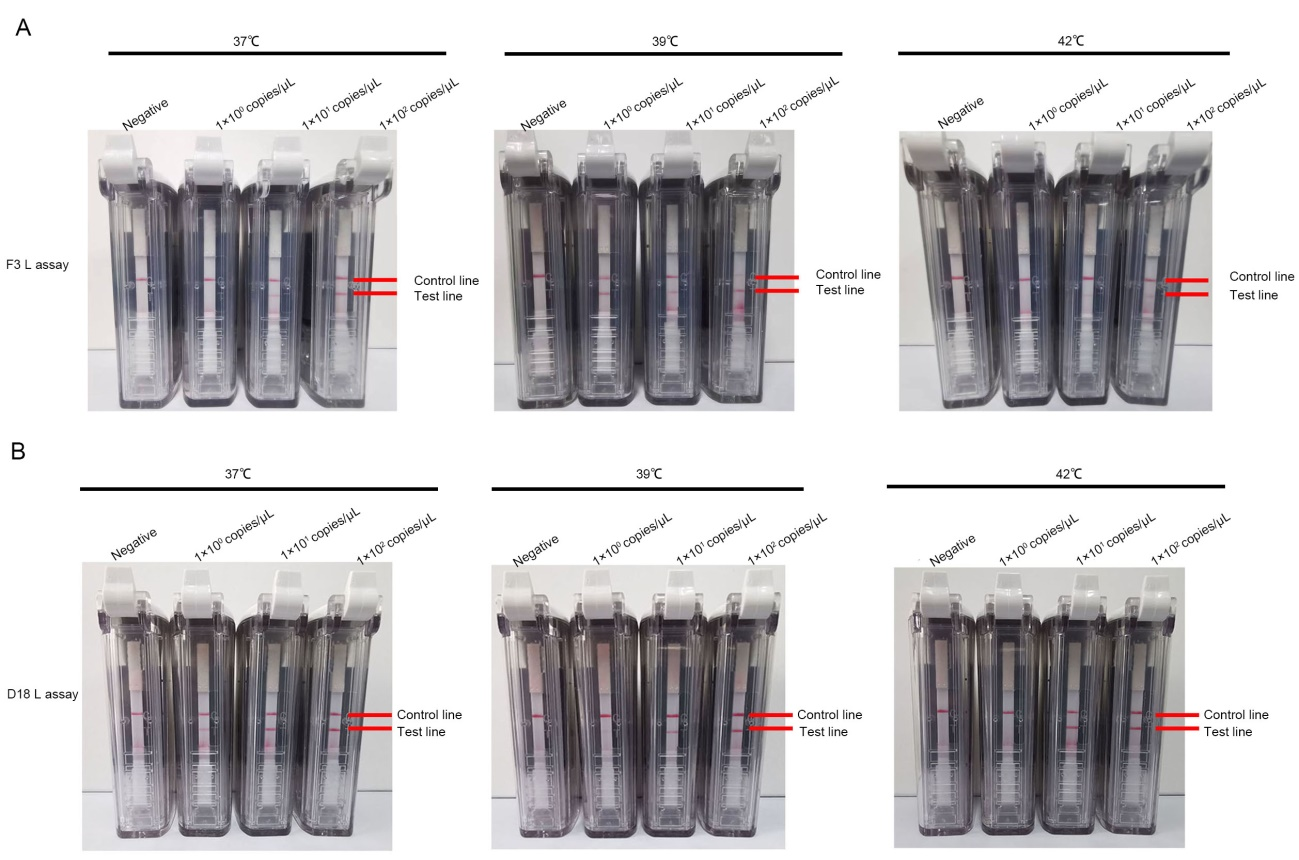 A
37℃
39℃
42℃
Negative
1×10⁰ copies/μL
1×10¹ copies/μL
1×10² copies/μL
Negative
1×10⁰ copies/μL
1×10¹ copies/μL
1×10² copies/μL
Negative
1×10⁰ copies/μL
1×10¹ copies/μL
1×10² copies/μL
F3 L assay
Control line
Test line
Control line
Test line
Control line
Test line
B
37℃
39℃
42℃
Negative
1×10⁰ copies/μL
1×10¹ copies/μL
1×10² copies/μL
Negative
1×10⁰ copies/μL
1×10¹ copies/μL
1×10² copies/μL
Negative
1×10⁰ copies/μL
1×10¹ copies/μL
1×10² copies/μL
D18 L assay
Control line
Test line
Control line
Test line
Control line
Test line